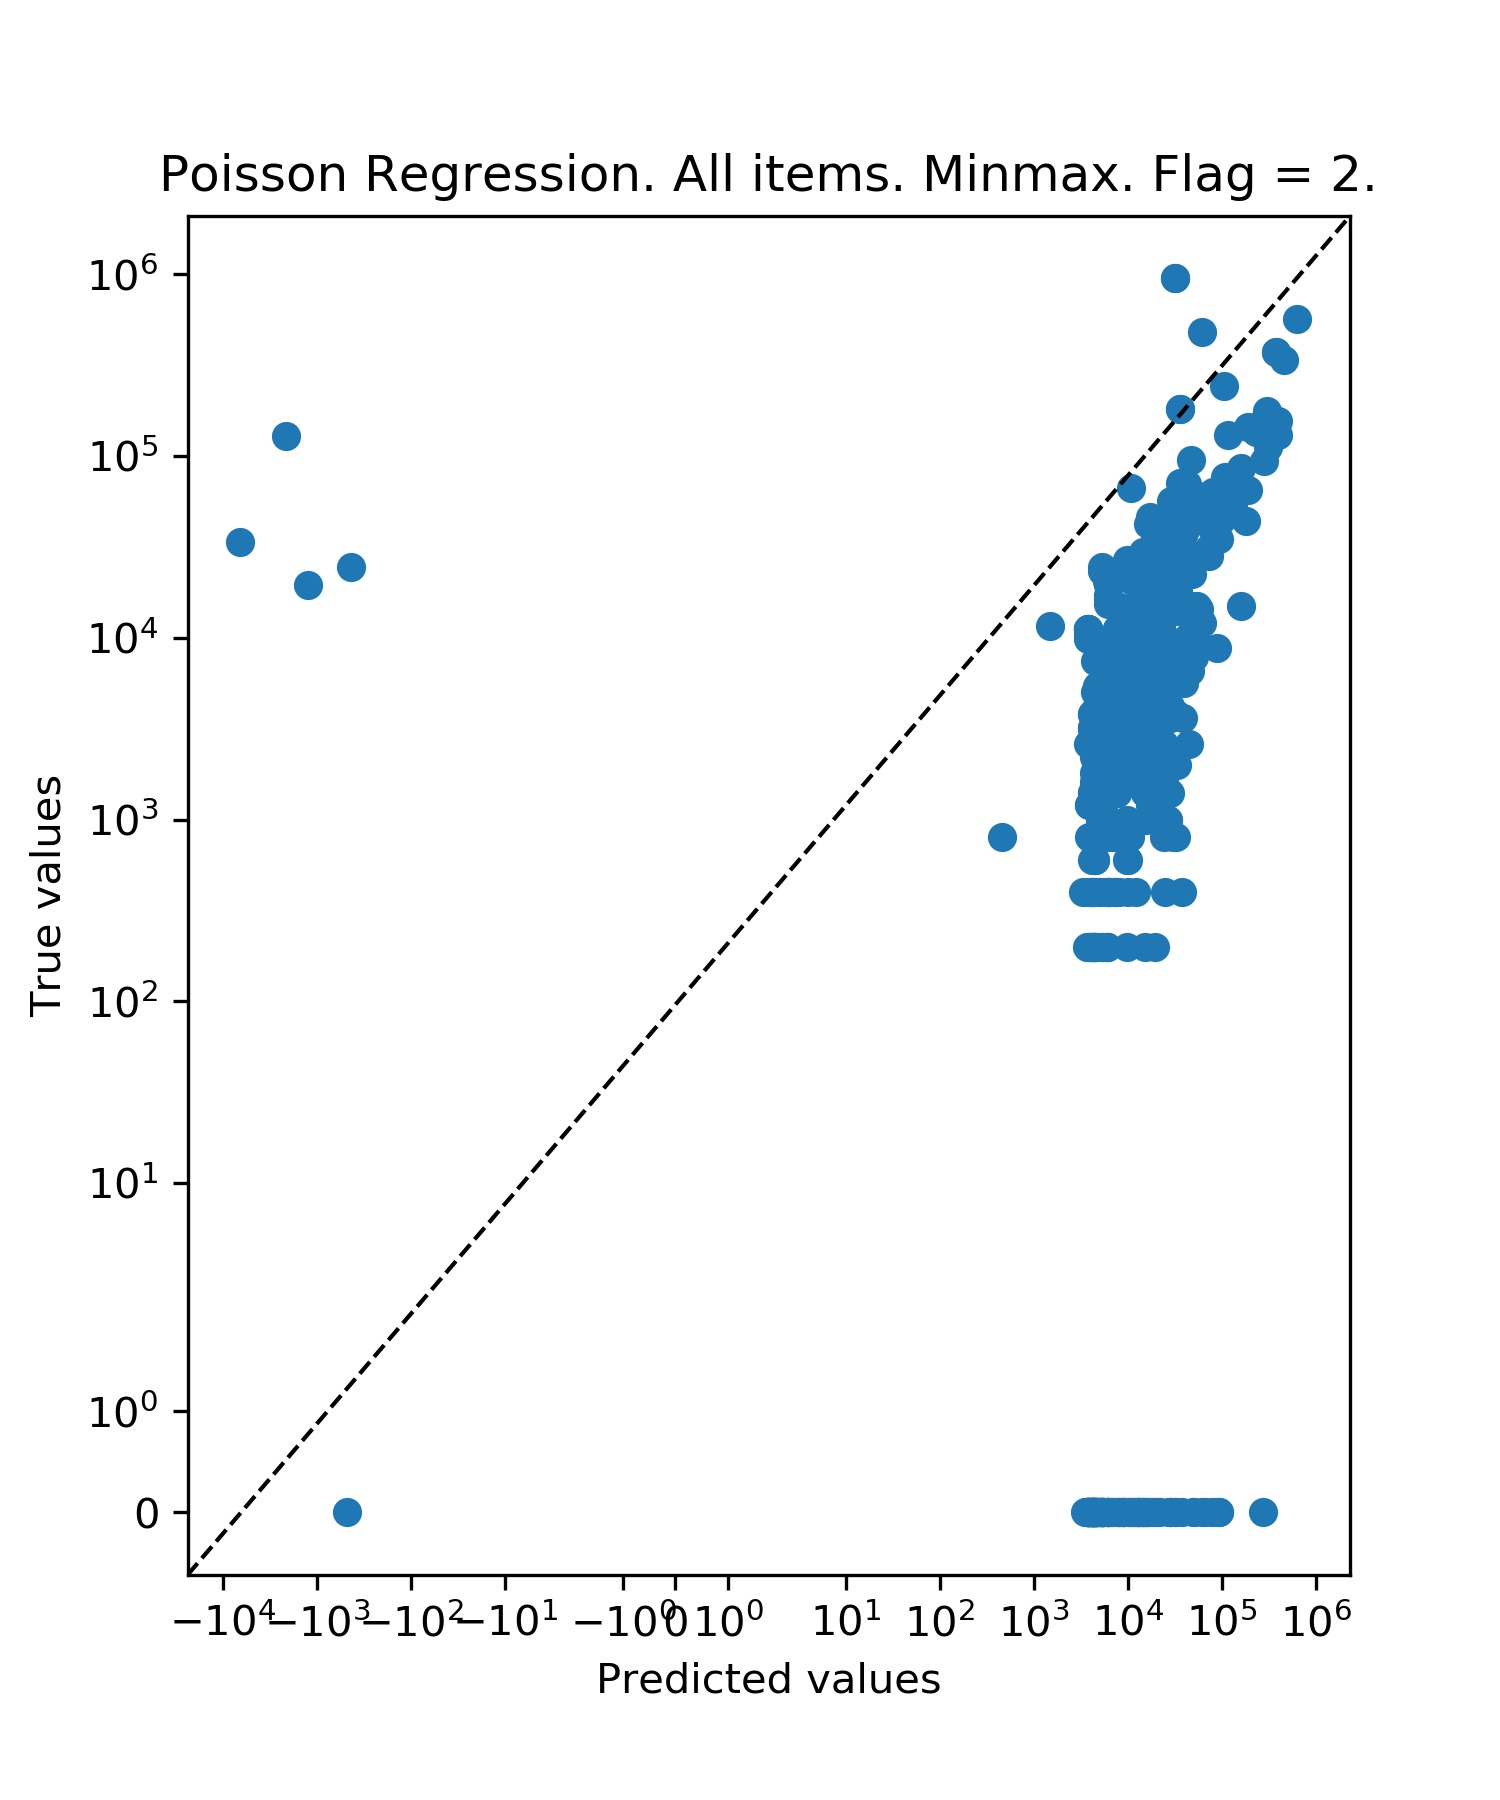 Poisson Regression. All items. Minmax. Flag = 2.
10⁶
10⁵
10⁴
10³
10²
10¹
10⁰
0
True values
−10⁴ −10³ −10² −10¹ −10⁰ 0 10⁰ 10¹ 10² 10³ 10⁴ 10⁵ 10⁶
Predicted values